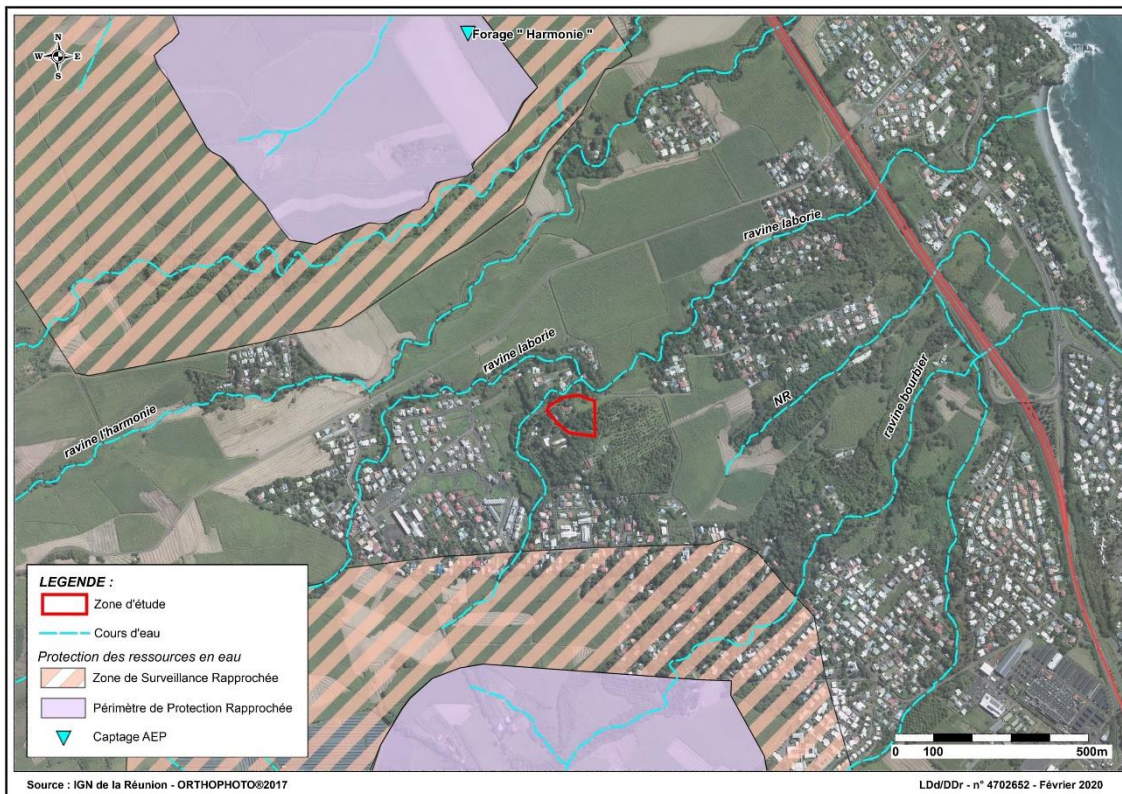 N
W E
S
Forage " Harmonie "
ravine laborie
ravine laborie
NR
ravine bourbier
ravine l'harmonie
LEGENDE :
Zone d'étude
Cours d'eau
Protection des ressources en eau
Zone de Surveillance Rapprochée
Périmètre de Protection Rapprochée
Captage AEP
0 100 500m
Source : IGN de la Réunion - ORTHOPHOTO®2017
LDd/DDr - n° 4702652 - Février 2020